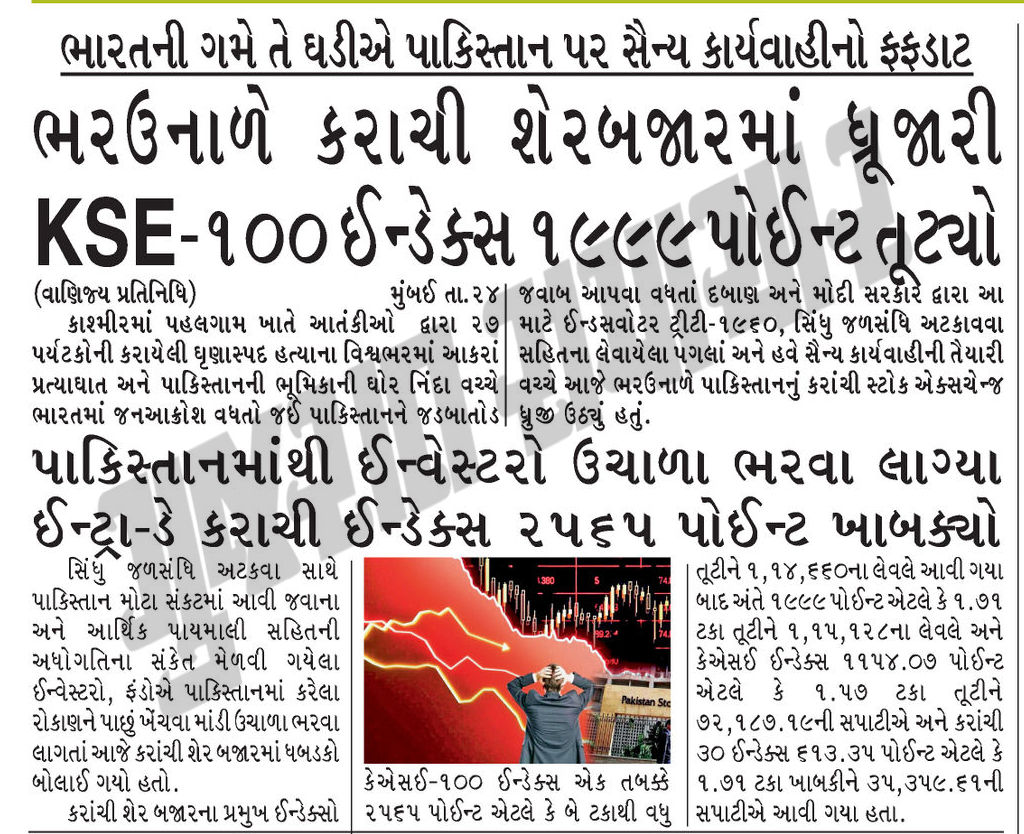 ભારતની ગમે તે ઘડીએ પાકિસ્તાન પર સૈન્ય કાર્યવાહીનો ફફડાટ
ભરઉનાળે કરાચી શેરબજારમાં ધ્રૂજારી
KSE-૧૦૦ ઈન્ડેક્સ ૧૯૯૯ પોઈન્ટ તૂટ્યો
(વાણિજ્ય પ્રતિનિધિ) મુંબઈ તા.૨૪
કાશ્મીરમાં પહલગામ ખાતે આતંકીઓ દ્વારા ૨૭
પર્યટકોની કરાયેલી ઘૃણાસ્પદ હત્યાના વિશ્વભરમાં આકરાં
પ્રત્યાઘાત અને પાકિસ્તાનની ભૂમિકાની ઘોર નિંદા વચ્ચે
ભારતમાં જનઆક્રોશ વધતો જઈ પાકિસ્તાનને જડબાતોડ
જવાબ આપવા વધતાં દબાણ અને મોદી સરકારે દ્વારા આ
માટે ઈન્ડસવોટર ટ્રીટી-૧૯૬૦, સિંધુ જળસંધિ અટકાવવા
સહિતના લેવાયેલા પગલાં અને હવે સૈન્ય કાર્યવાહીની તૈયારી
વચ્ચે આજે ભરઉનાળે પાકિસ્તાનનું કરાંચી સ્ટોક એક્સચેન્જ
ધ્રુજી ઉઠ્યું હતું.
પાકિસ્તાનમાંથી ઈન્વેસ્ટરો ઉચાળા ભરવા લાગ્યા
ઈન્ટ્રા-ડે કરાચી ઈન્ડેક્સ ૨૫૬૫ પોઈન્ટ ખાબક્યો
સિંધુ જળસંધિ અટકવા સાથે
પાકિસ્તાન મોટા સંકટમાં આવી જવાના
અને આર્થિક પાયમાલી સહિતની
અધોગતિના સંકેત મેળવી ગયેલા
ઈન્વેસ્ટરો, ફંડોએ પાકિસ્તાનમાં કરેલા
રોકાણને પાછું ખેંચવા માંડી ઉચાળા ભરવા
લાગતાં આજે કરાંચી શેર બજારમાં ધબડકો
બોલાઈ ગયો હતો.
કરાંચી શેર બજારના પ્રમુખ ઈન્ડેક્સો
.380
5
74.
Pakistan Sto
કેએસઈ-૧૦૦ ઈન્ડેક્સ એક તબક્કે
૨૫૬૫ પોઈન્ટ એટલે કે બે ટકાથી વધુ
તૂટીને ૧,૧૪,૬૬૦ના લેવલે આવી ગયા
બાદ અંતે ૧૯૯૯ પોઈન્ટ એટલે કે ૧.૭૧
ટકા તૂટીને ૧,૧૫,૧૨૮ના લેવલે અને
કેએસઈ ઈન્ડેક્સ ૧૧૫૪.૦૭ પોઈન્ટ
એટલે કે ૧.૫૭ ટકા તૂટીને
૭૨,૧૮૭.૧૯ની સપાટીએ અને કરાંચી
૩૦ ઈન્ડેક્સ ૬૧૩.૩૫ પોઈન્ટ એટલે કે
૧.૭૧ ટકા ખાબકીને ૩૫,૩૫૯.૬૧ની
સપાટીએ આવી ગયા હતા.